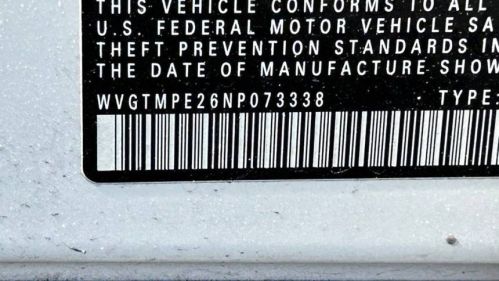 THIS VEHICLE CONFORMS TO ALL
U.S. FEDERAL MOTOR VEHICLE SA
THEFT PREVENTION STANDARDS IN
THE DATE OF MANUFACTURE SHOW
WVGTMPE26NP073338 TYPE: